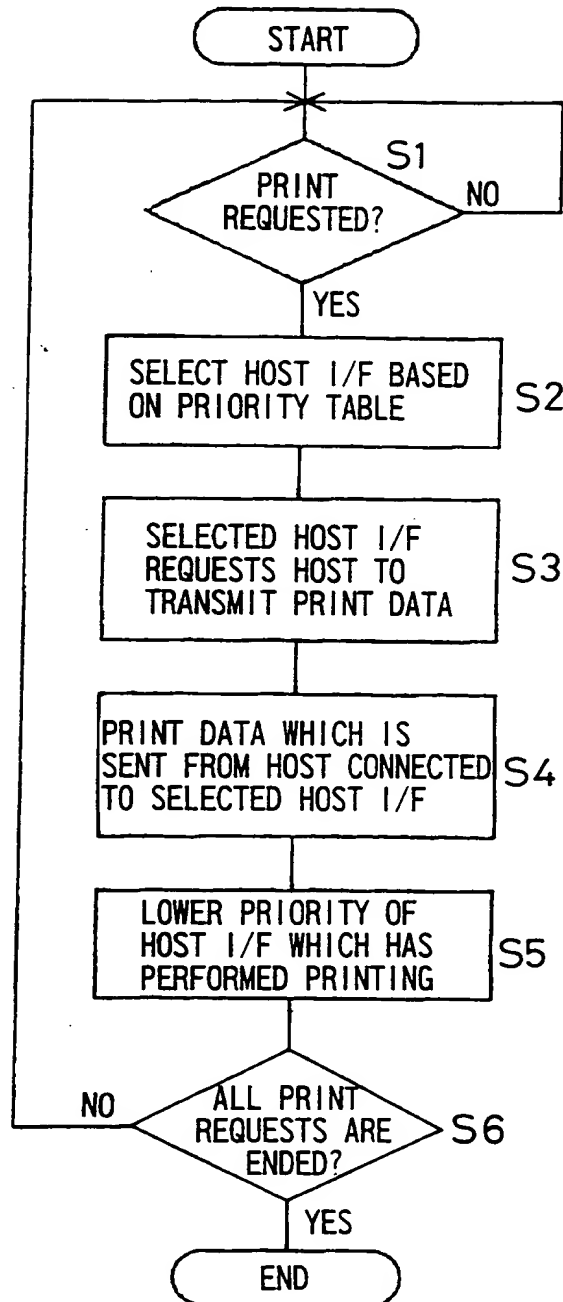 START
S1
PRINT
REQUESTED?
NO
YES
SELECT HOST I/F BASED
ON PRIORITY TABLE
S2
SELECTED HOST I/F
REQUESTS HOST TO
TRANSMIT PRINT DATA
S3
PRINT DATA WHICH IS
SENT FROM HOST CONNECTED
TO SELECTED HOST I/F
S4
LOWER PRIORITY OF
HOST I/F WHICH HAS
PERFORMED PRINTING
S5
ALL PRINT
REQUESTS ARE
ENDED?
NO
S6
YES
END